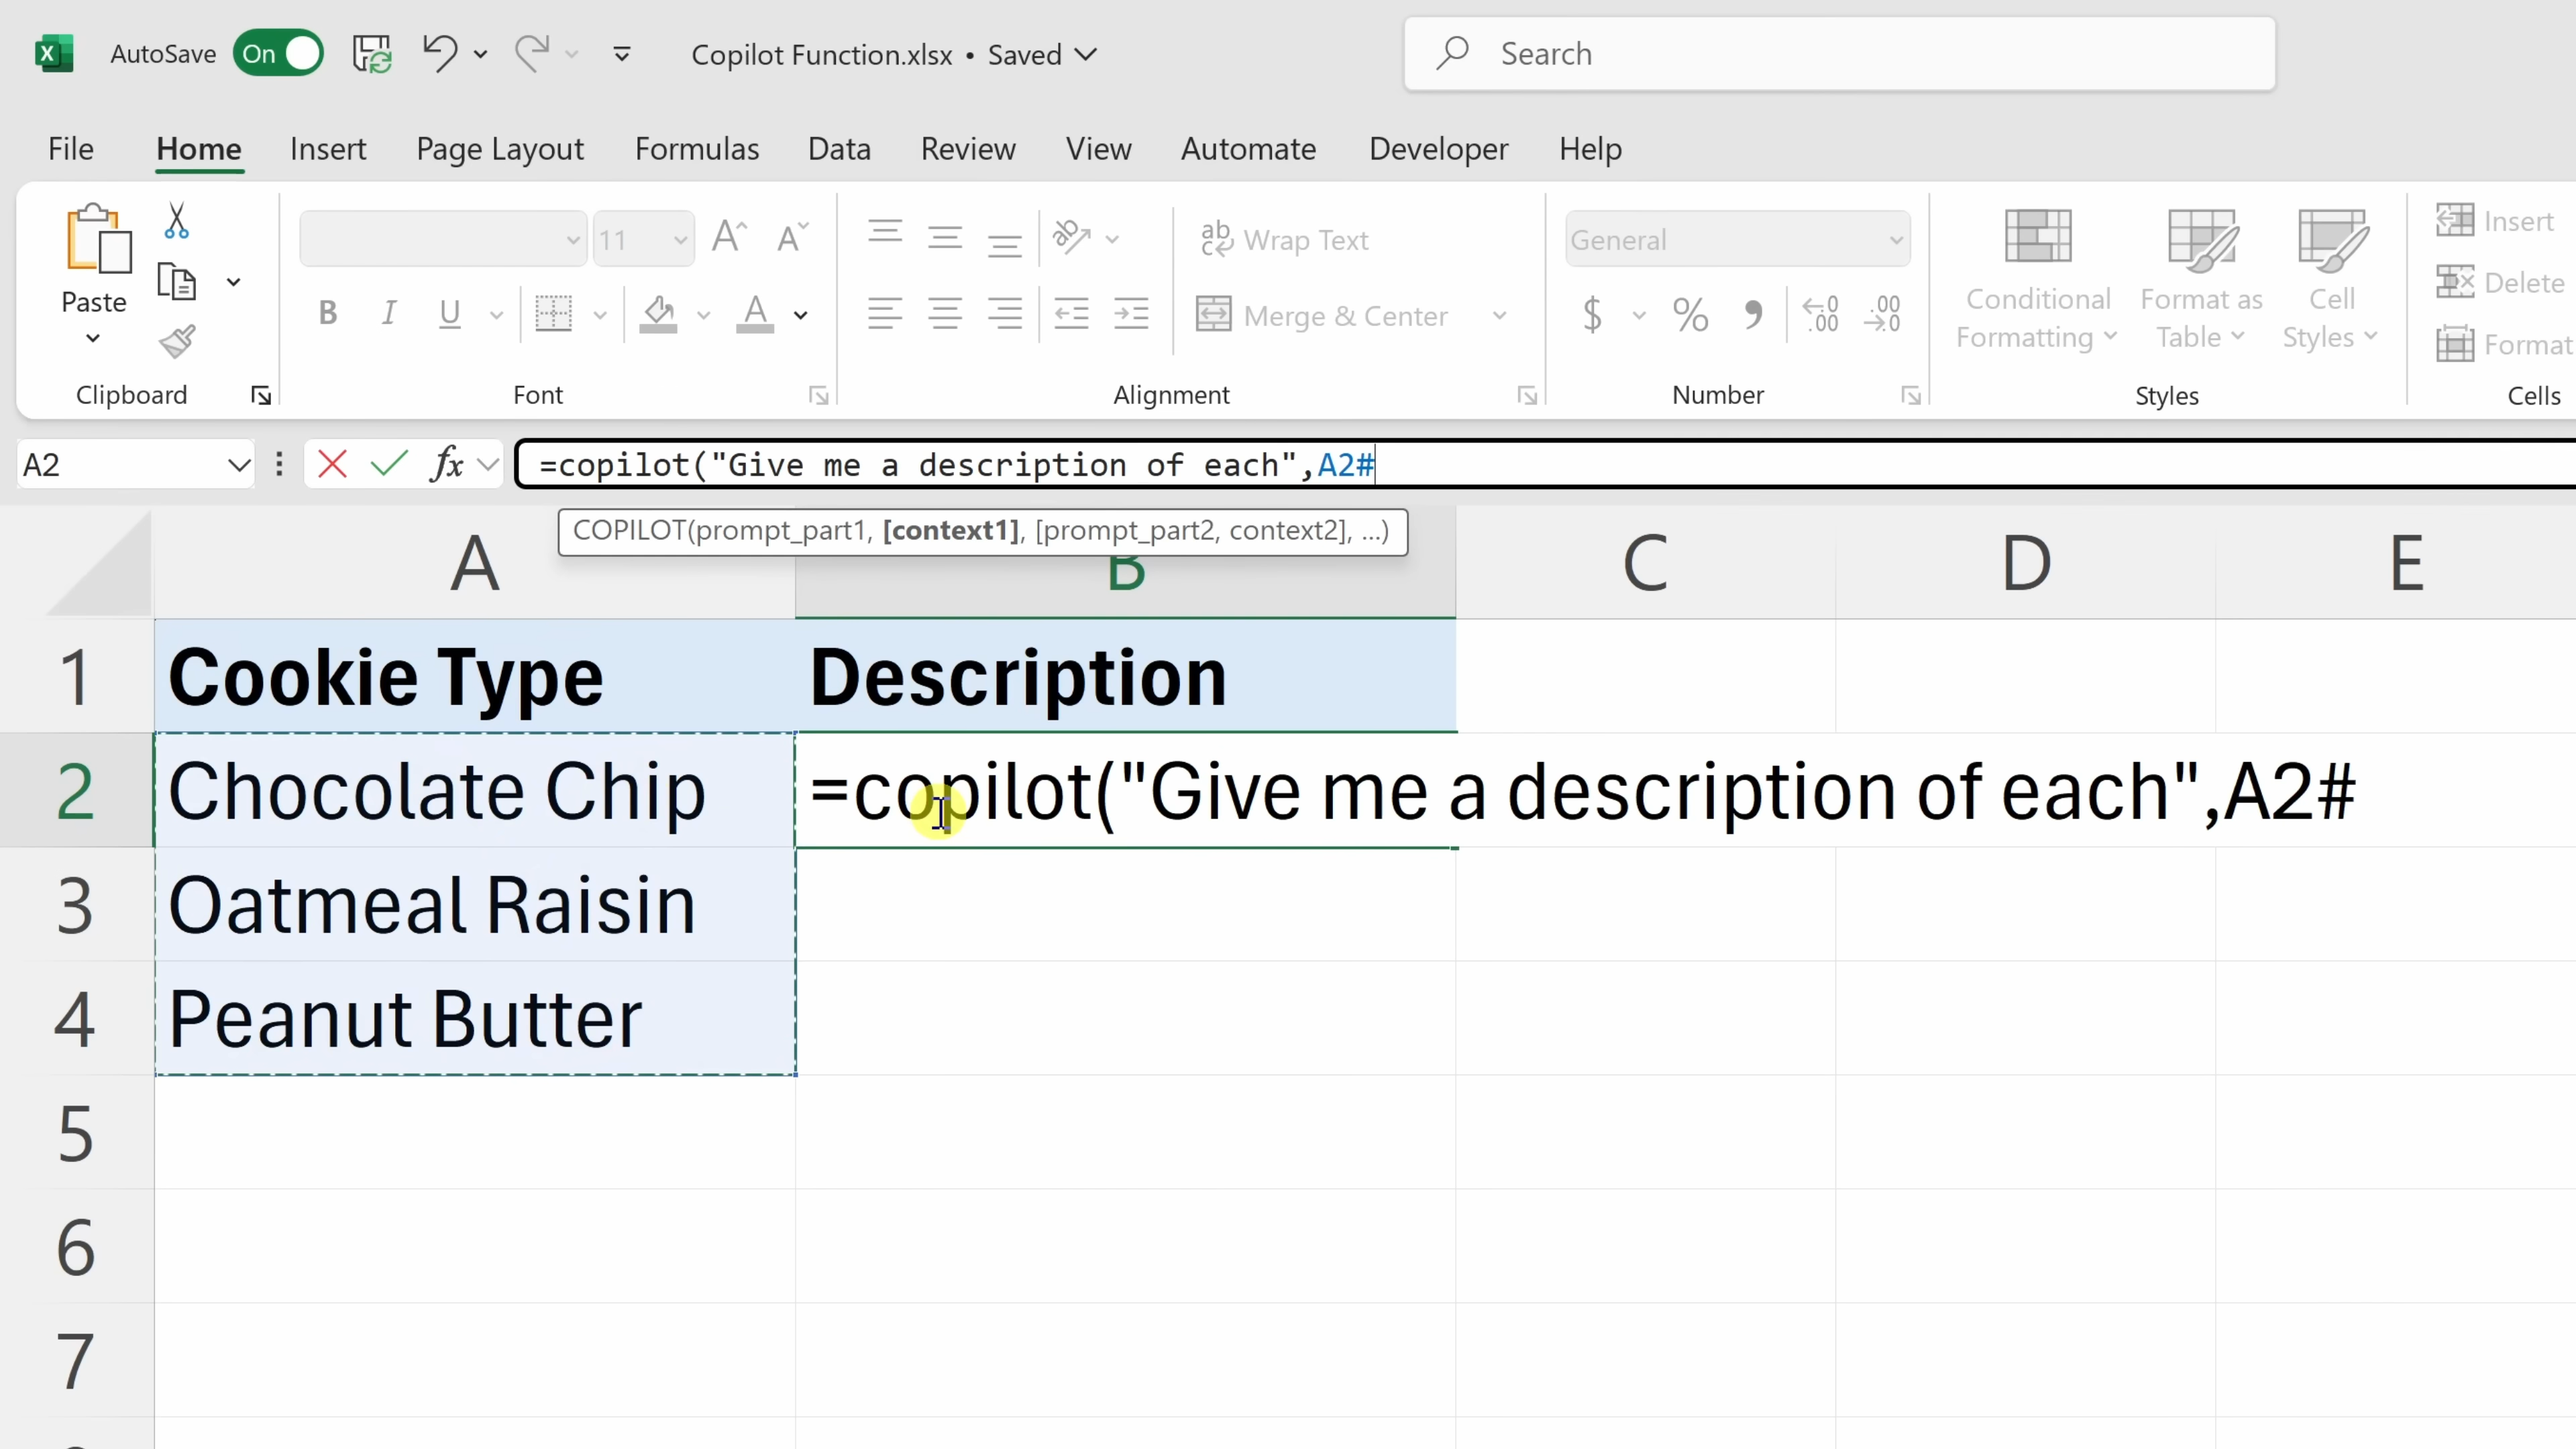 X AutoSave On Copilot Function.xlsx • Saved Search
File Home Insert Page Layout Formulas Data Review View Automate Developer Help
Paste
Clipboard
11
B I U
Font
Wrap Text
Merge & Center
Alignment
General
$ % 9 .00 .00
Number
Conditional Formatting
Format as Table
Cell Styles
Styles
Insert
Delete
Format
Cells
A2 fx =copilot("Give me a description of each",A2#
COPILOT(prompt_part1, [context1], [prompt_part2, context2], ...)
A B C D E
1 Cookie Type Description
2 Chocolate Chip =copilot("Give me a description of each",A2#
3 Oatmeal Raisin
4 Peanut Butter
5
6
7